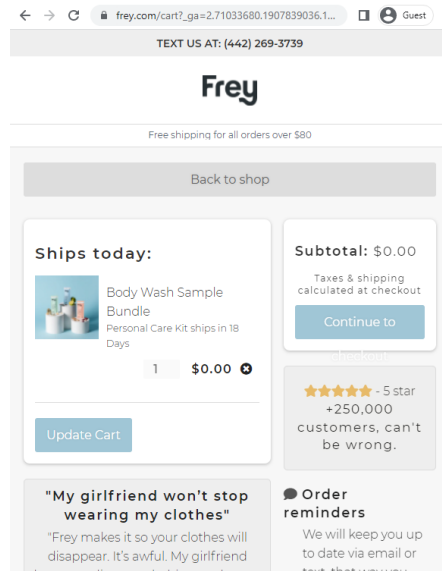 frey.com/cart?_ga=2.71033680.1907839036.1...
Guest
TEXT US AT: (442) 269-3739
Frey
Free shipping for all orders over $80
Back to shop
Ships today:
Body Wash Sample
Bundle
Personal Care Kit ships in 18
Days
1 $0.00
Update Cart
Subtotal: $0.00
Taxes & shipping
calculated at checkout
Continue to
checkout
- 5 star
+250,000
customers, can't
be wrong.
"My girlfriend won't stop
wearing my clothes"
"Frey makes it so your clothes will
disappear. It's awful. My girlfriend
Order
reminders
We will keep you up
to date via email or